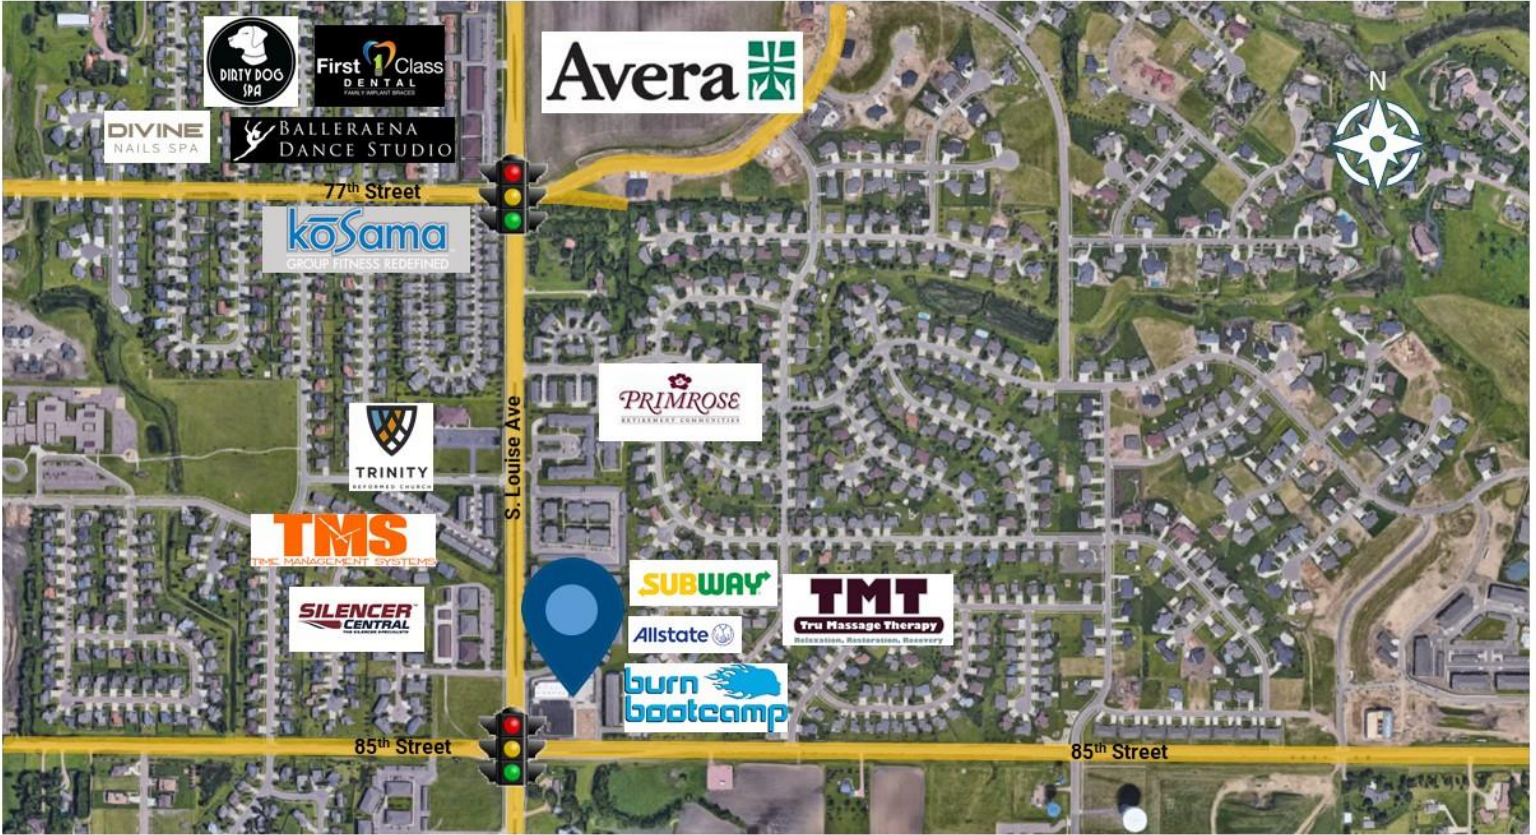 DIRTY DOG
SPA
First 1 Class
DENTAL
FAMILY IMPLANT BRACES
Avera
DIVINE
NAILS SPA
BALLERAENA
DANCE STUDIO
N
77th Street
kōSama
GROUP FITNESS REDEFINED
S. Louise Ave
PRIMROSE
RETIREMENT COMMUNITIES
TRINITY
REFORMED CHURCH
TMS
TIME MANAGEMENT SYSTEMS
SUBWAY
TMT
Tru Massage Therapy
Relaxation, Restoration, Recovery
SILENCER
CENTRAL
THE SILENCER SPECIALISTS
Allstate
burn
bootcamp
85th Street
85th Street